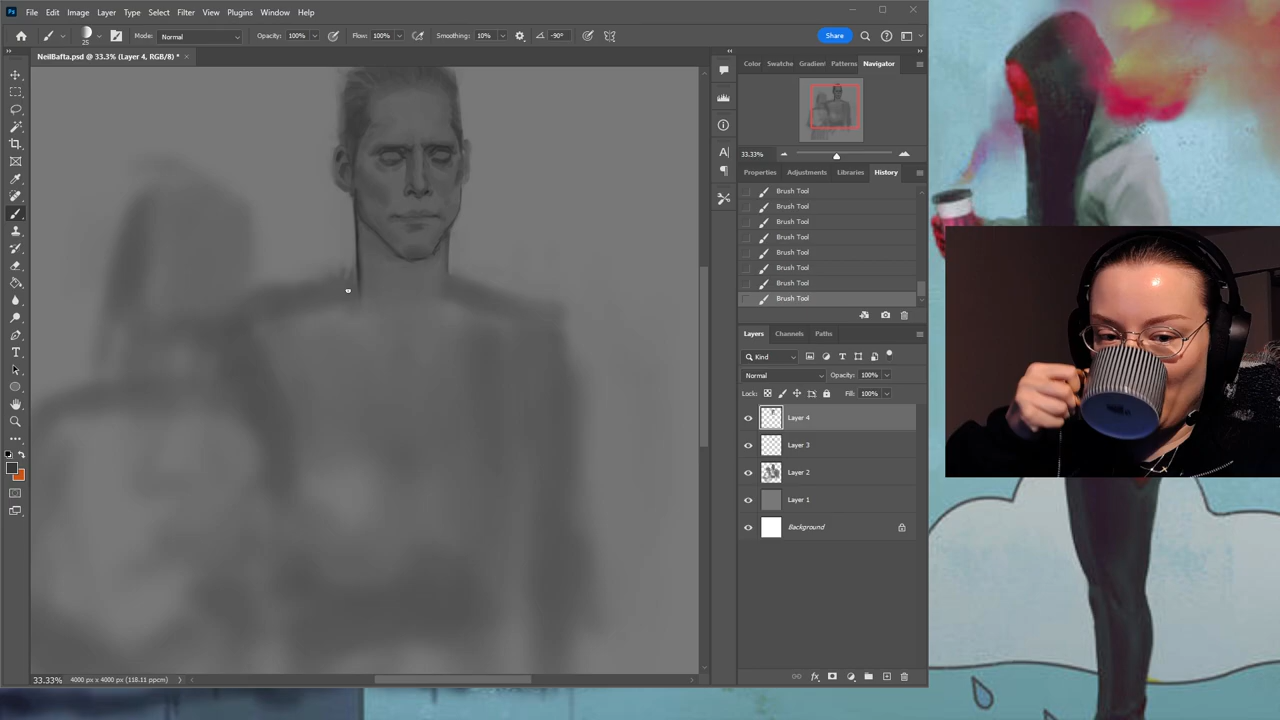 File Edit Image Layer Type Select Filter View Plugins Window Help
25 Mode: Normal Opacity: 100% Flow: 100% Smoothing: 10% -90° Share
NeilBafta.psd @ 33.3% (Layer 4, RGB/8) *
Color Swatche Gradien Patterns Navigator
33.33%
Properties Adjustments Libraries History
Brush Tool
Brush Tool
Brush Tool
Brush Tool
Brush Tool
Brush Tool
Brush Tool
Brush Tool
Layers Channels Paths
Kind
Normal Opacity: 100%
Lock: Fill: 100%
Layer 4
Layer 3
Layer 2
Layer 1
Background
33.33% 4000 px x 4000 px (118.11 ppcm)